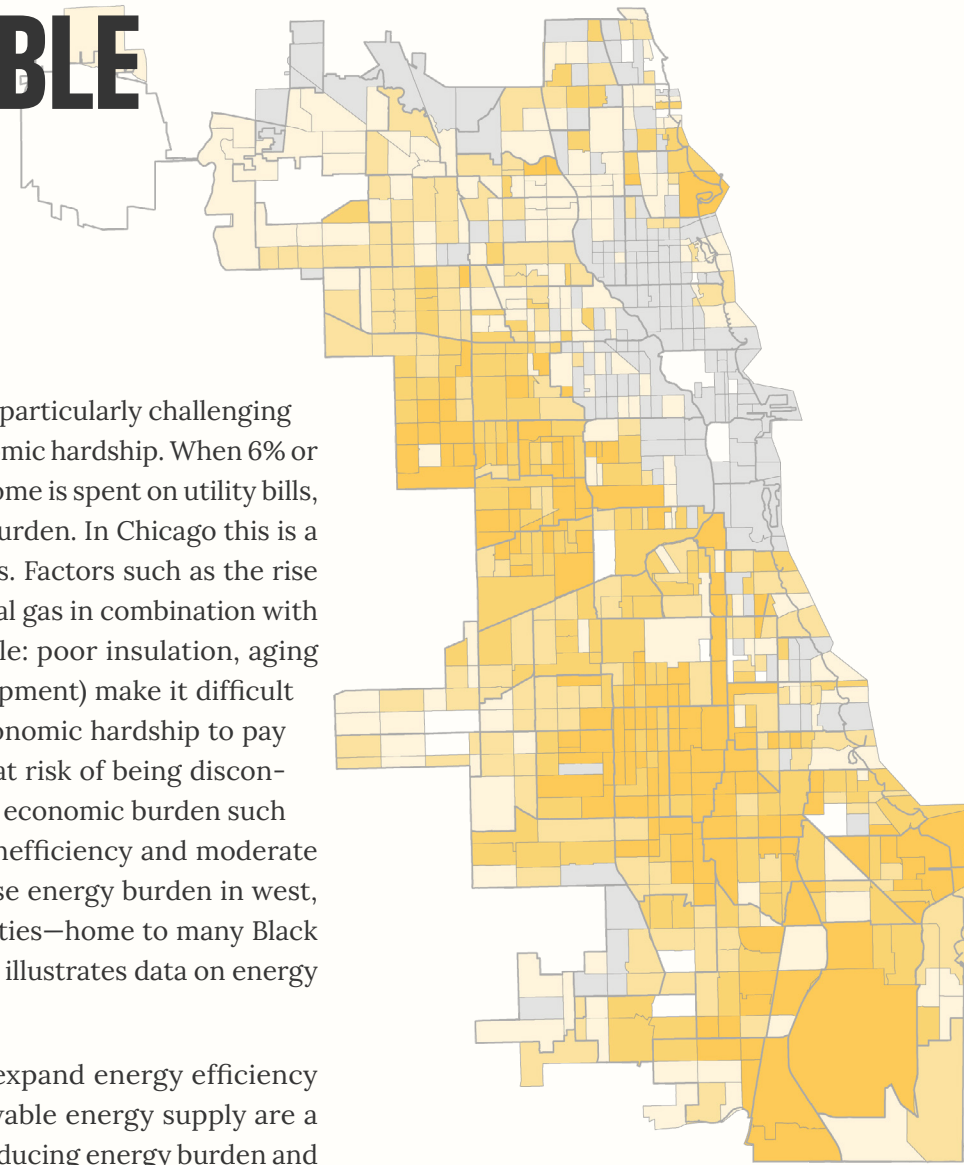 BLE
particularly challenging
mic hardship. When 6% or
ome is spent on utility bills,
urden. In Chicago this is a
s. Factors such as the rise
al gas in combination with
le: poor insulation, aging
pment) make it difficult
onomic hardship to pay
at risk of being discon-
economic burden such
nefficiency and moderate
se energy burden in west,
ties—home to many Black
illustrates data on energy
expand energy efficiency
vable energy supply are a
ducing energy burden and